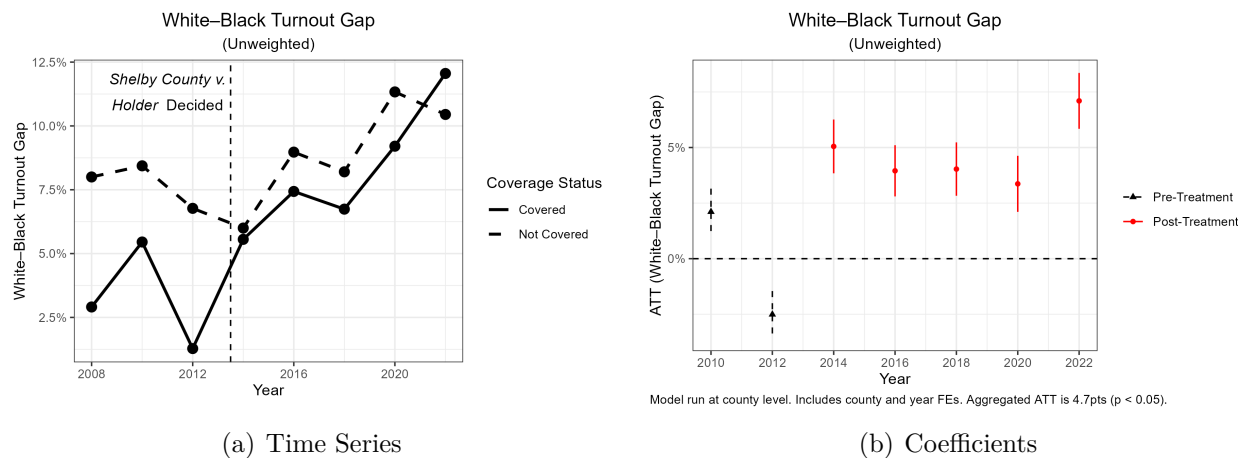 White–Black Turnout Gap
(Unweighted)
White–Black Turnout Gap
12.5%
10.0%
7.5%
5.0%
2.5%
Shelby County v.
Holder Decided
2008
2012
2016
2020
Year
Coverage Status
Covered
Not Covered
(a) Time Series
White–Black Turnout Gap
(Unweighted)
ATT (White–Black Turnout Gap)
5%
0%
2010
2012
2014
2016
2018
2020
2022
Year
Pre-Treatment
Post-Treatment
Model run at county level. Includes county and year FEs. Aggregated ATT is 4.7pts (p < 0.05).
(b) Coefficients